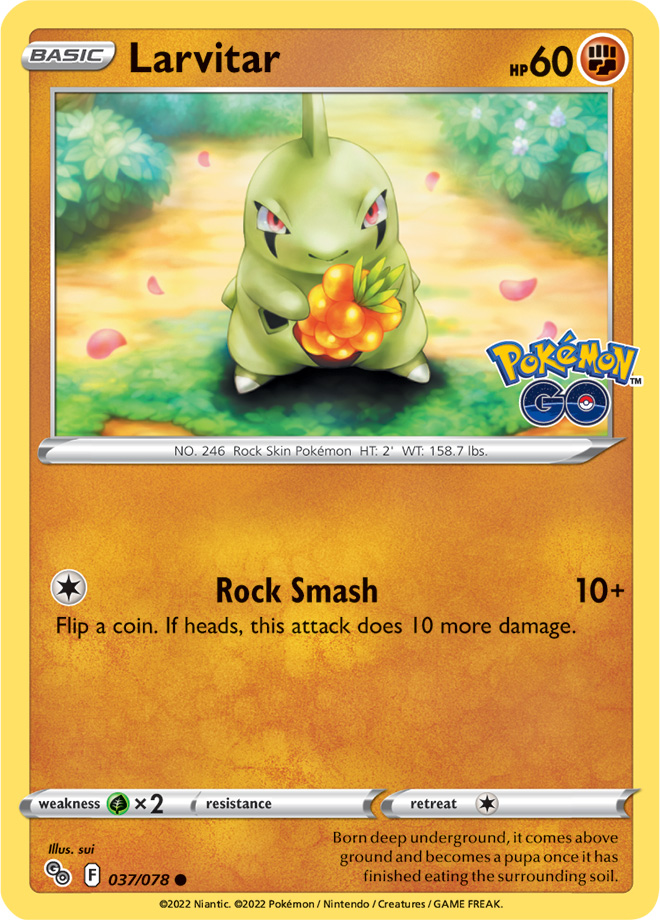 BASIC Larvitar HP60
POKÉMON™
GO
NO. 246 Rock Skin Pokémon HT: 2' WT: 158.7 lbs.
Rock Smash 10+
Flip a coin. If heads, this attack does 10 more damage.
weakness ×2 resistance retreat
Illus. sui
Born deep underground, it comes above
ground and becomes a pupa once it has
finished eating the surrounding soil.
GO F 037/078
©2022 Niantic. ©2022 Pokémon / Nintendo / Creatures / GAME FREAK.